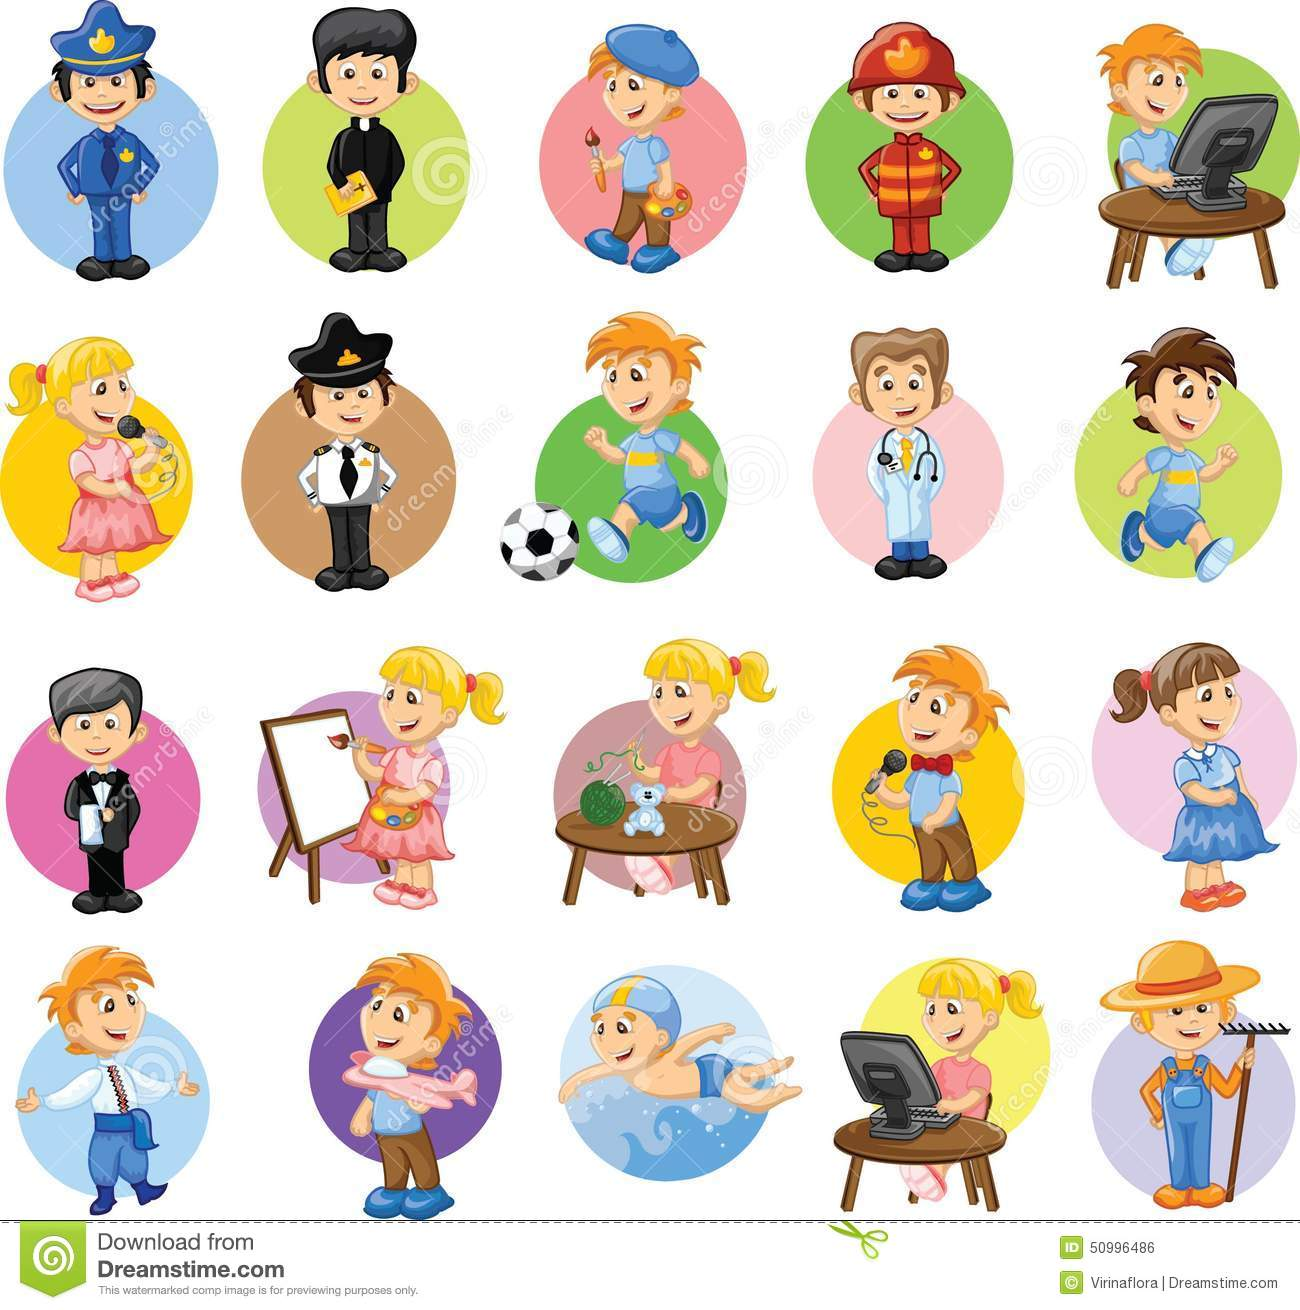 Download from
Dreamstime.com
This watermarked comp image is for previewing purposes only.
ID 50996486
© Virinaflora | Dreamstime.com